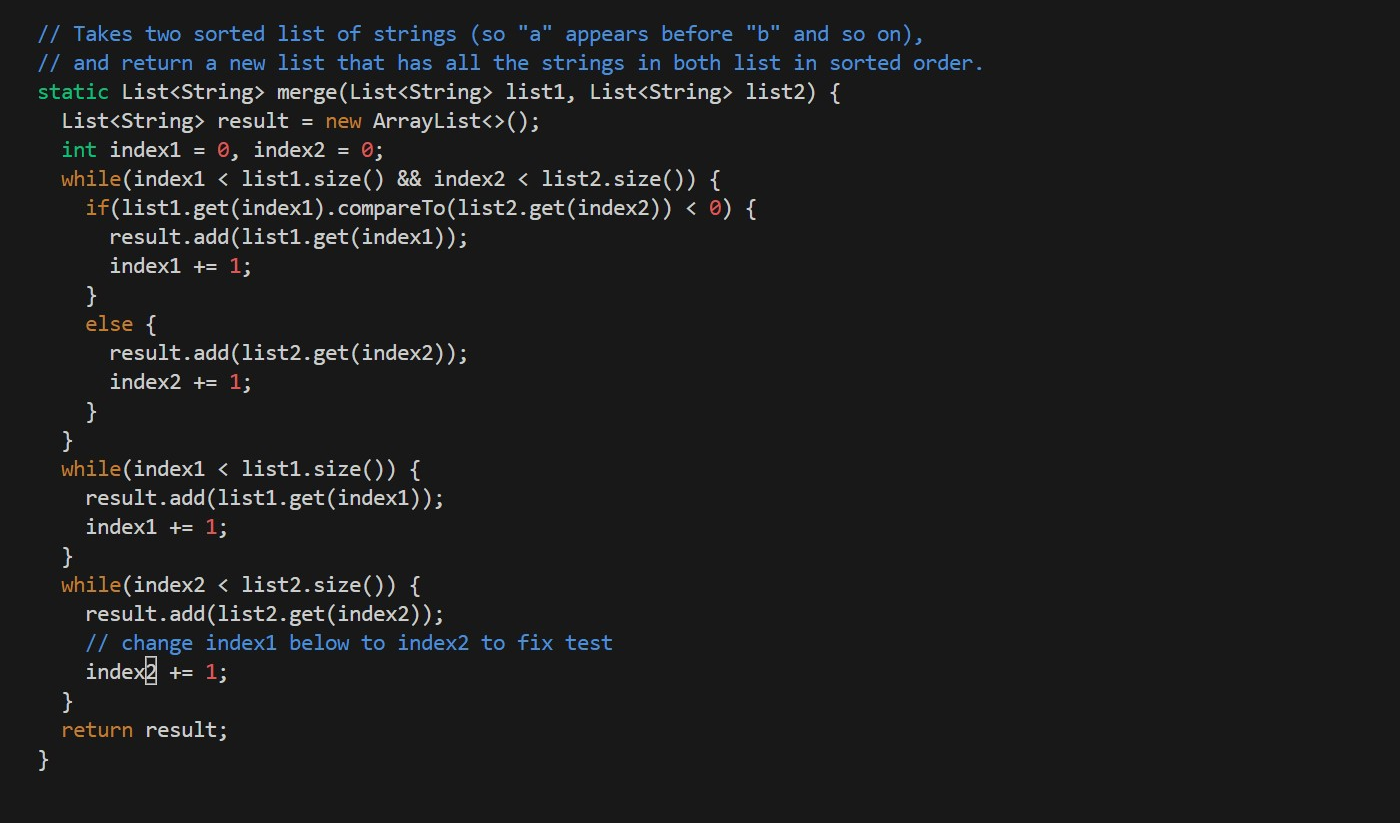 // Takes two sorted list of strings (so "a" appears before "b" and so on),
// and return a new list that has all the strings in both list in sorted order.
static List<String> merge(List<String> list1, List<String> list2) {
  List<String> result = new ArrayList<>();
  int index1 = 0, index2 = 0;
  while(index1 < list1.size() && index2 < list2.size()) {
    if(list1.get(index1).compareTo(list2.get(index2)) < 0) {
      result.add(list1.get(index1));
      index1 += 1;
    }
    else {
      result.add(list2.get(index2));
      index2 += 1;
    }
  }
  while(index1 < list1.size()) {
    result.add(list1.get(index1));
    index1 += 1;
  }
  while(index2 < list2.size()) {
    result.add(list2.get(index2));
    // change index1 below to index2 to fix test
    index2 += 1;
  }
  return result;
}